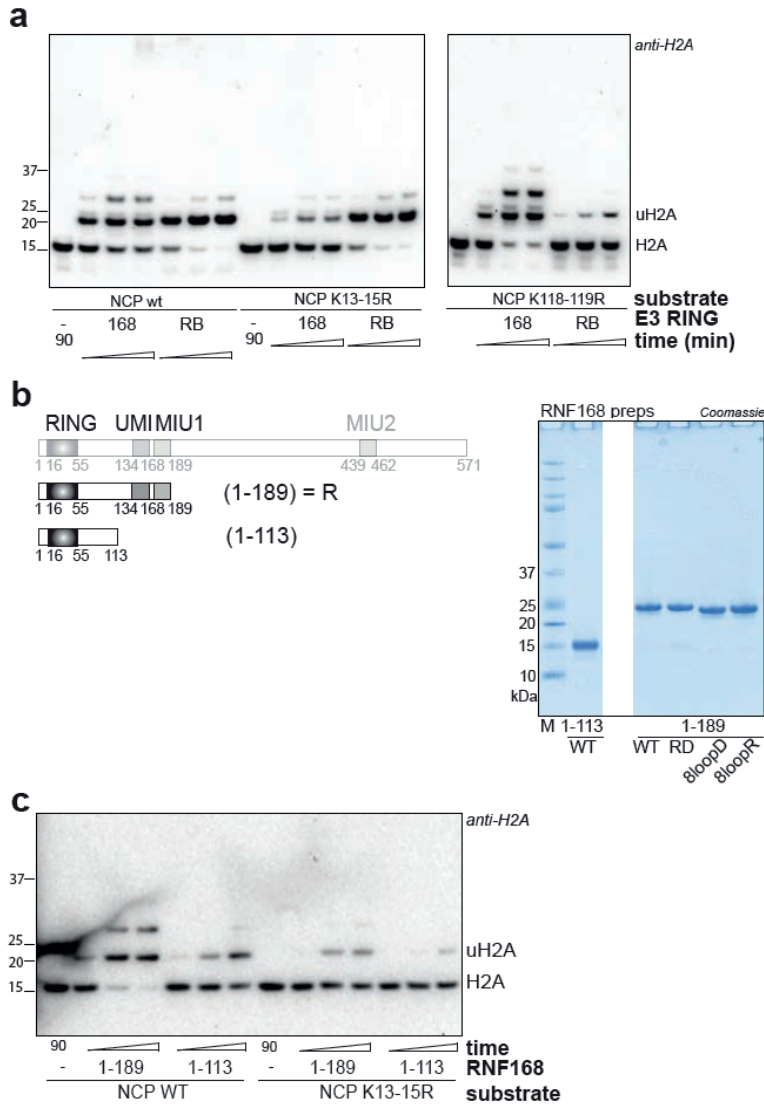 a
anti-H2A
37
25
20
15
uH2A
H2A
NCP wt
NCP K13-15R
NCP K118-119R
substrate
-
168
RB
-
168
RB
-
168
RB
E3 RING
90
90
time (min)
b
RING
UMI
MIU1
MIU2
1 16 55 134 168 189 439 462 571
1 16 55 134 168 189
(1-189) = R
1 16 55 113
(1-113)
RNF168 preps
Coomassie
37
25
20
15
10
kDa
M 1-113 1-189
WT WT RD 8loopD 8loopR
c
anti-H2A
37
25
20
15
uH2A
H2A
90
90
time
-
1-189
1-113
-
1-189
1-113
RNF168
NCP WT
NCP K13-15R
substrate